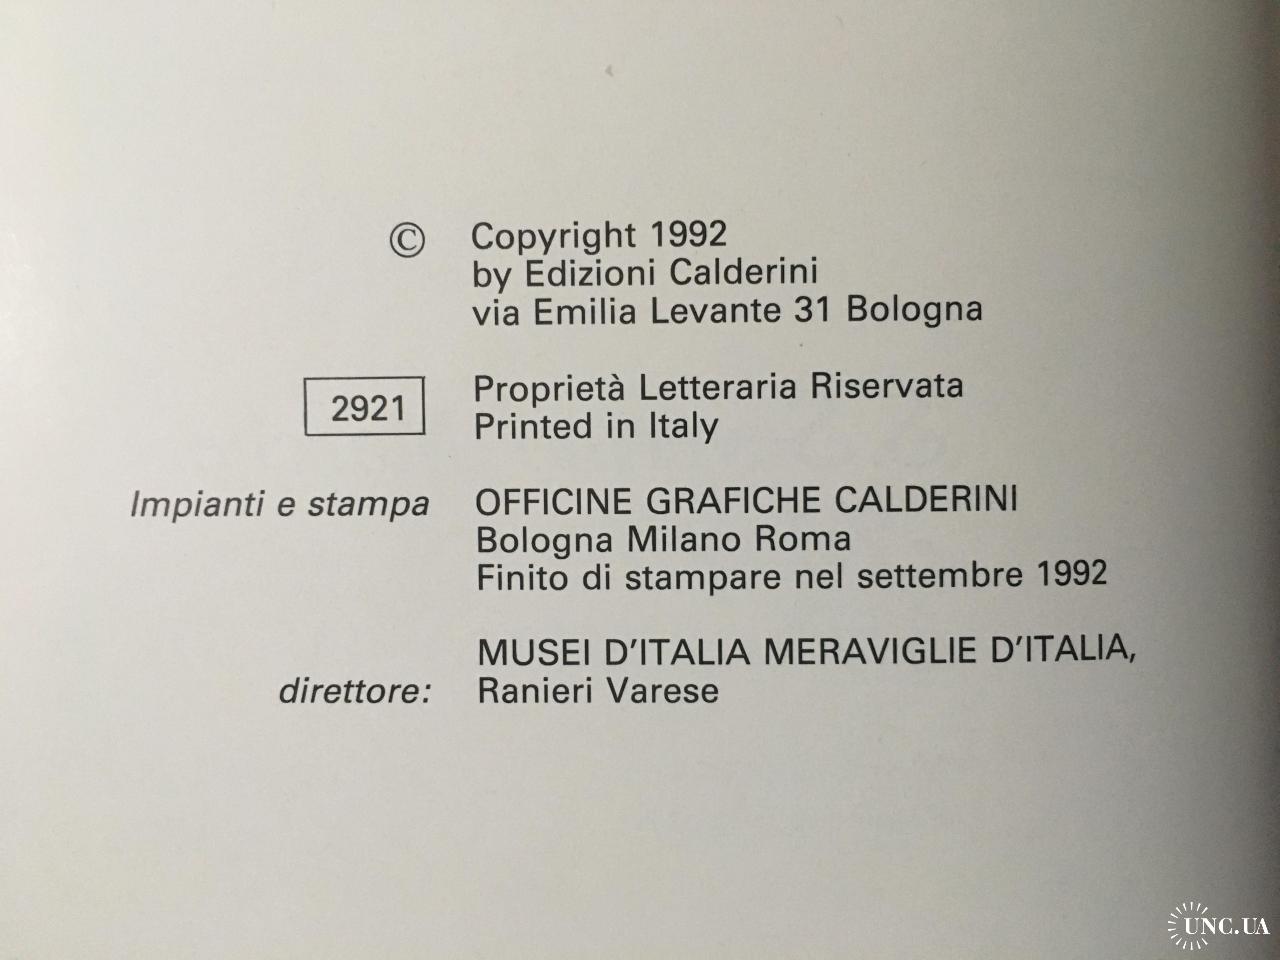 © Copyright 1992
by Edizioni Calderini
via Emilia Levante 31 Bologna
2921 Proprietà Letteraria Riservata
Printed in Italy
Impianti e stampa OFFICINE GRAFICHE CALDERINI
Bologna Milano Roma
Finito di stampare nel settembre 1992
MUSEI D'ITALIA MERAVIGLIE D'ITALIA,
direttore: Ranieri Varese
UNC.UA